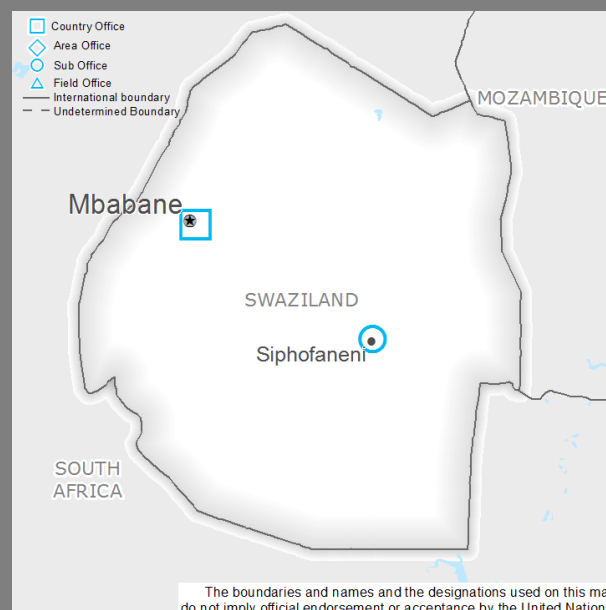 Country Office
Area Office
Sub Office
Field Office
International boundary
Undetermined Boundary
MOZAMBIQUE
Mbabane
SWAZILAND
Siphofaneni
SOUTH
AFRICA
The boundaries and names and the designations used on this ma
do not imply official endorsement or acceptance by the United Nation